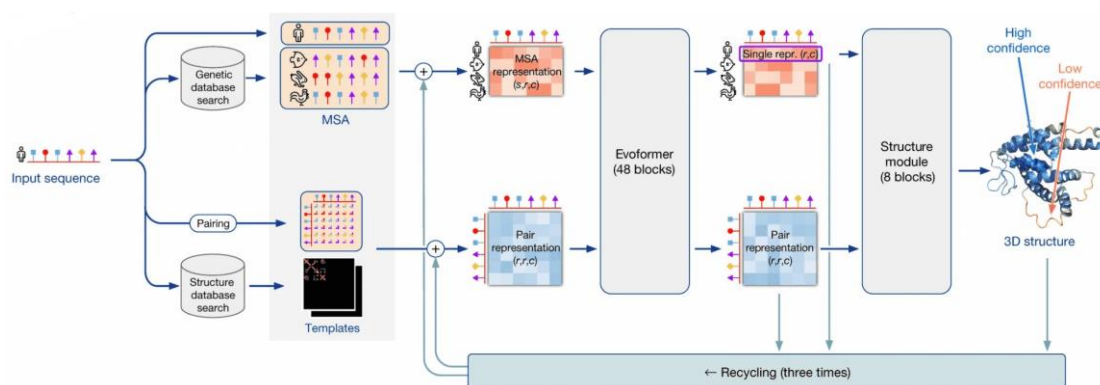 Input sequence
Genetic
database
search
MSA
Pairing
Structure
database
search
Templates
MSA
representation
(s,r,c)
Pair
representation
(r,r,c)
Evoformer
(48 blocks)
Single repr. (r,c)
Pair
representation
(r,r,c)
Structure
module
(8 blocks)
High
confidence
Low
confidence
3D structure
← Recycling (three times)